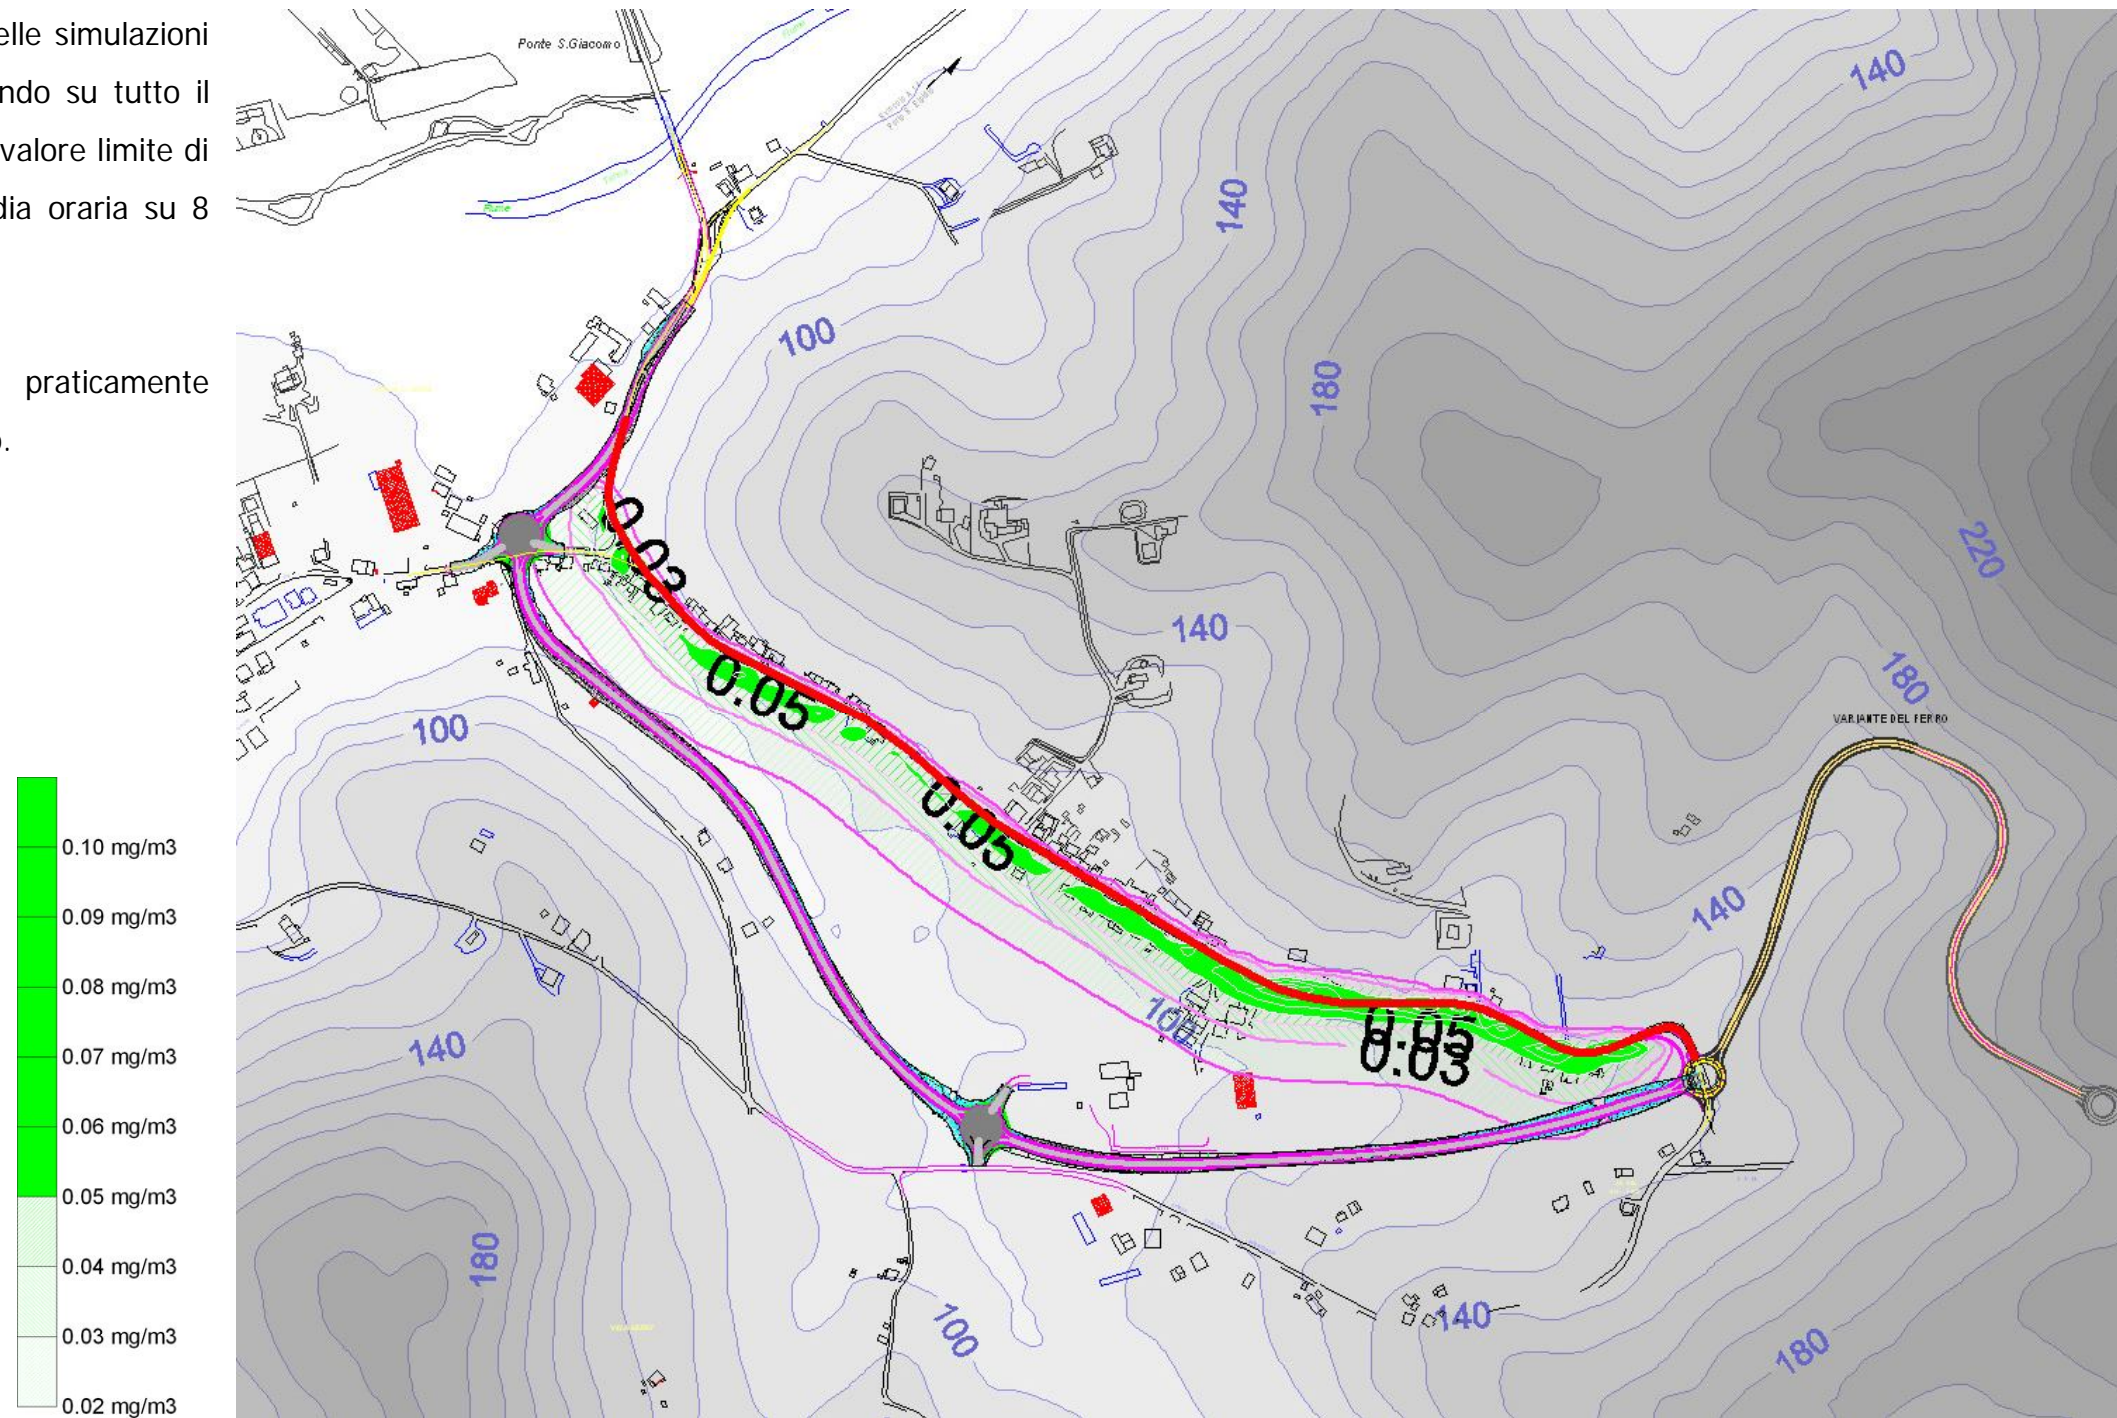 elle simulazioni
ndo su tutto il
valore limite di
dia oraria su 8
praticamente
o.
Ponte S.Giacomo
Fiume
140
140
100
180
220
0.03
140
180
0.05
VARIANTE DEL FERRO
100
0.05
140
100
0.05
0.03
140
180
100
140
180
0.10 mg/m3
0.09 mg/m3
0.08 mg/m3
0.07 mg/m3
0.06 mg/m3
0.05 mg/m3
0.04 mg/m3
0.03 mg/m3
0.02 mg/m3